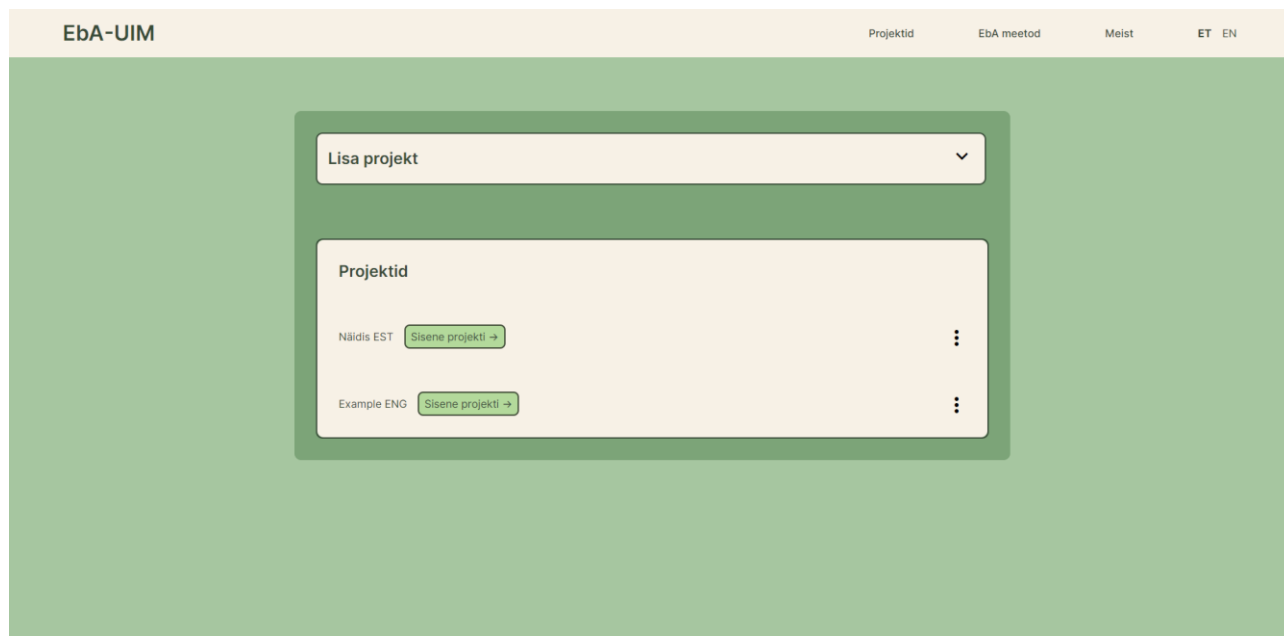 EbA-UIM
Projektid EbA meetod Meist ET EN
Lisa projekt
Projektid
Näidis EST Sisene projekti →
Example ENG Sisene projekti →